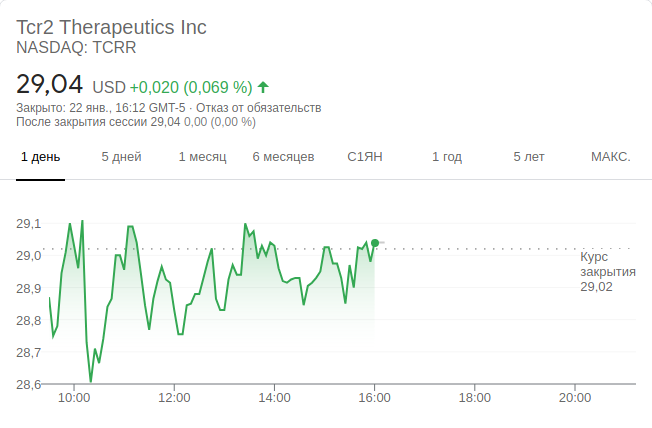 Tcr2 Therapeutics Inc
NASDAQ: TCRR
29,04 USD +0,020 (0,069 %)
Закрыто: 22 янв., 16:12 GMT-5 · Отказ от обязательств
После закрытия сессии 29,04 0,00 (0,00 %)
1 день 5 дней 1 месяц 6 месяцев С1ЯН 1 год 5 лет МАКС.
29,1
29,0
Курс
закрытия
29,02
28,9
28,8
28,7
28,6
10:00 12:00 14:00 16:00 18:00 20:00